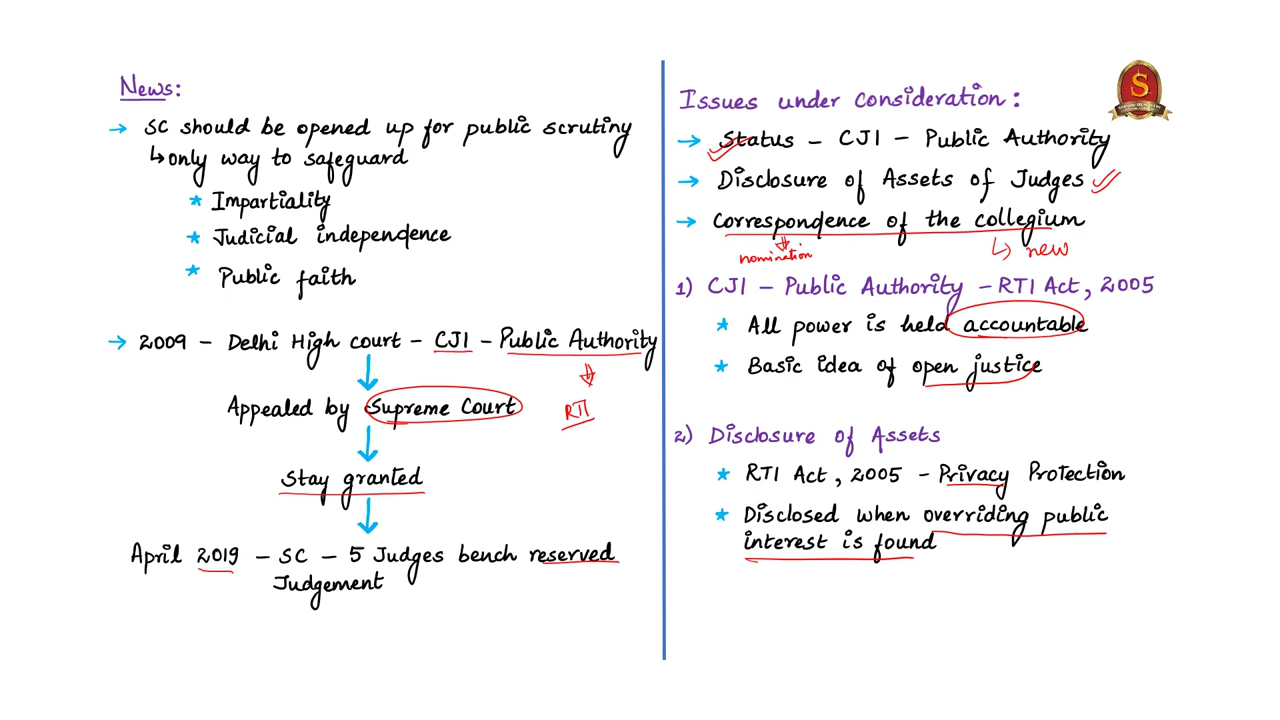 News:
→ SC should be opened up for public scrutiny
↳ only way to safeguard
* Impartiality
* Judicial independence
* Public faith
→ 2009 - Delhi High court - CJI - Public Authority
RTI
Appealed by Supreme Court
Stay granted
April 2019 - SC - 5 Judges bench reserved
Judgement
Issues under consideration:
→ Status - CJI - Public Authority
→ Disclosure of Assets of Judges
→ Correspondence of the collegium
nomination
↳ new
1) CJI - Public Authority - RTI Act, 2005
* All power is held accountable
* Basic idea of open justice
2) Disclosure of Assets
* RTI Act, 2005 - Privacy Protection
* Disclosed when overriding public
interest is found
S